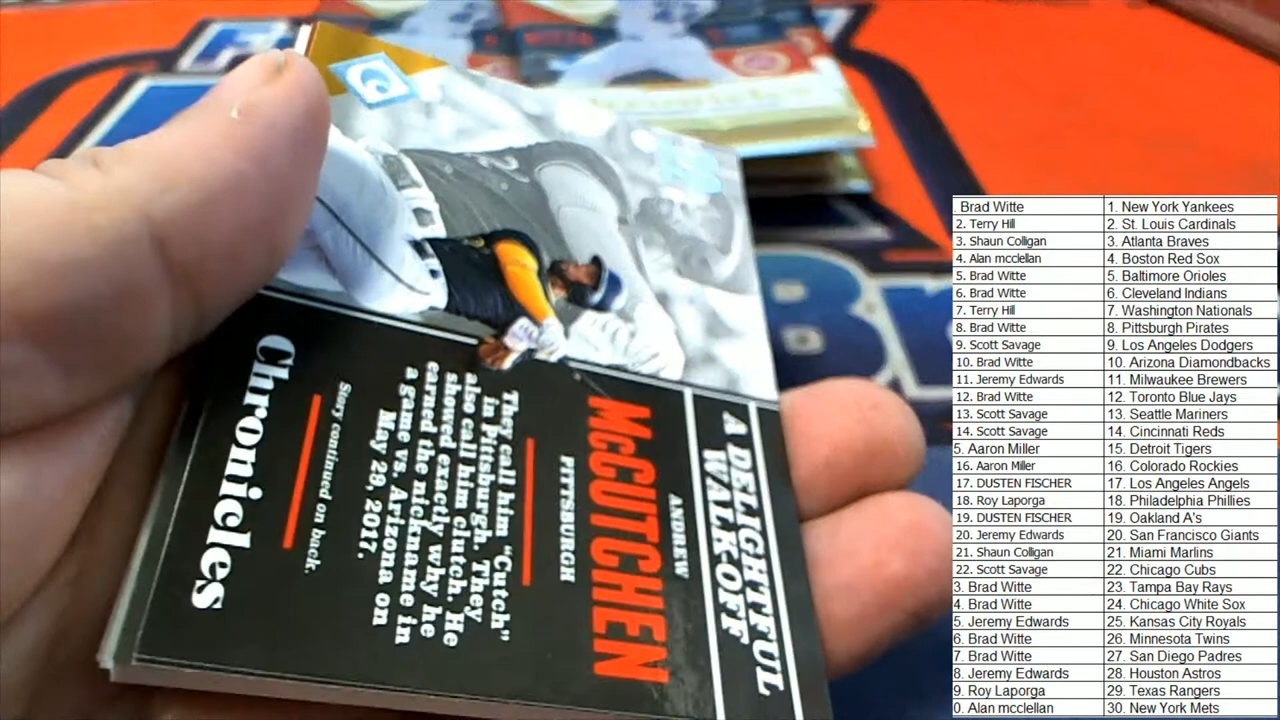 A DELIGHTFUL
WALK-OFF
ANDREW
McCUTCHEN
PITTSBURGH
They call him "Cutch"
in Pittsburgh. They
also call him clutch. He
showed exactly why he
earned the nickname in
a game vs. Arizona on
May 28, 2017.
Story continued on back.
Chronicles
. Brad Witte 1. New York Yankees
2. Terry Hill 2. St. Louis Cardinals
3. Shaun Colligan 3. Atlanta Braves
4. Alan mcclellan 4. Boston Red Sox
5. Brad Witte 5. Baltimore Orioles
6. Brad Witte 6. Cleveland Indians
7. Terry Hill 7. Washington Nationals
8. Brad Witte 8. Pittsburgh Pirates
9. Scott Savage 9. Los Angeles Dodgers
10. Brad Witte 10. Arizona Diamondbacks
11. Jeremy Edwards 11. Milwaukee Brewers
12. Brad Witte 12. Toronto Blue Jays
13. Scott Savage 13. Seattle Mariners
14. Scott Savage 14. Cincinnati Reds
5. Aaron Miller 15. Detroit Tigers
16. Aaron Miller 16. Colorado Rockies
17. DUSTEN FISCHER 17. Los Angeles Angels
18. Roy Laporga 18. Philadelphia Phillies
19. DUSTEN FISCHER 19. Oakland A's
20. Jeremy Edwards 20. San Francisco Giants
21. Shaun Colligan 21. Miami Marlins
22. Scott Savage 22. Chicago Cubs
3. Brad Witte 23. Tampa Bay Rays
4. Brad Witte 24. Chicago White Sox
5. Jeremy Edwards 25. Kansas City Royals
6. Brad Witte 26. Minnesota Twins
7. Brad Witte 27. San Diego Padres
8. Jeremy Edwards 28. Houston Astros
9. Roy Laporga 29. Texas Rangers
0. Alan mcclellan 30. New York Mets